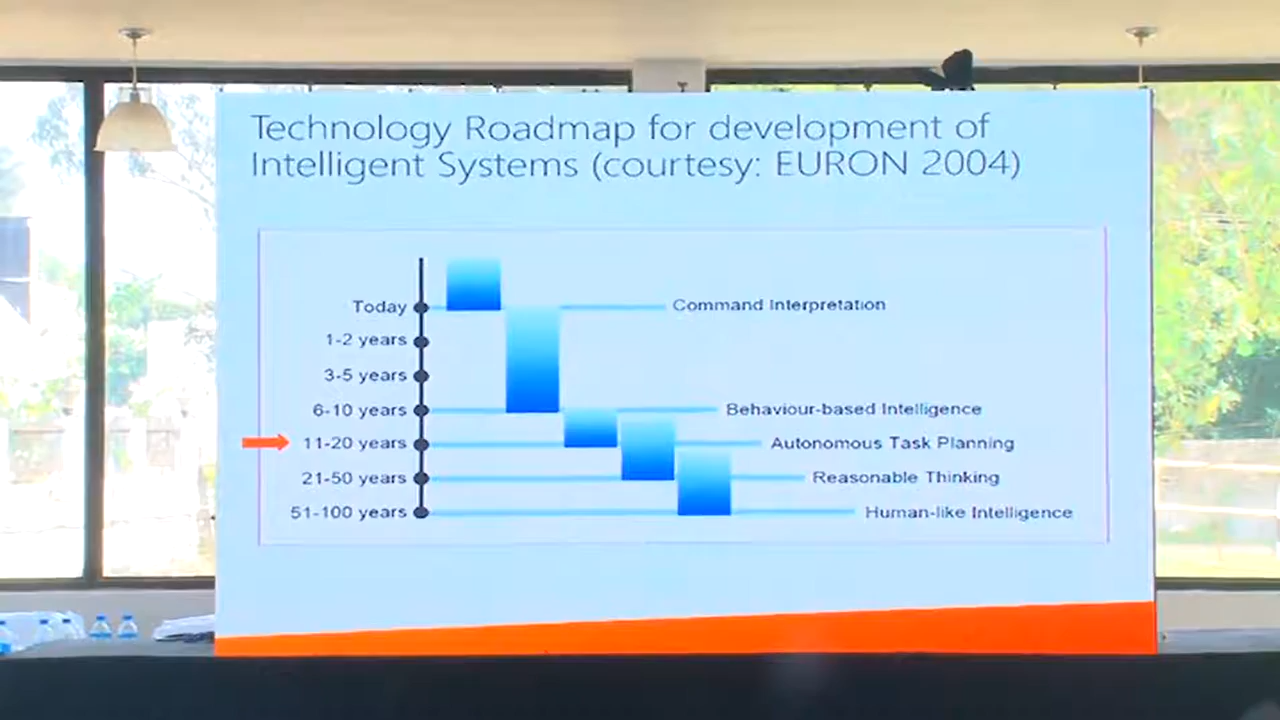 Technology Roadmap for development of
Intelligent Systems (courtesy: EURON 2004)
Today
Command Interpretation
1-2 years
3-5 years
6-10 years
Behaviour-based Intelligence
11-20 years
Autonomous Task Planning
21-50 years
Reasonable Thinking
51-100 years
Human-like Intelligence